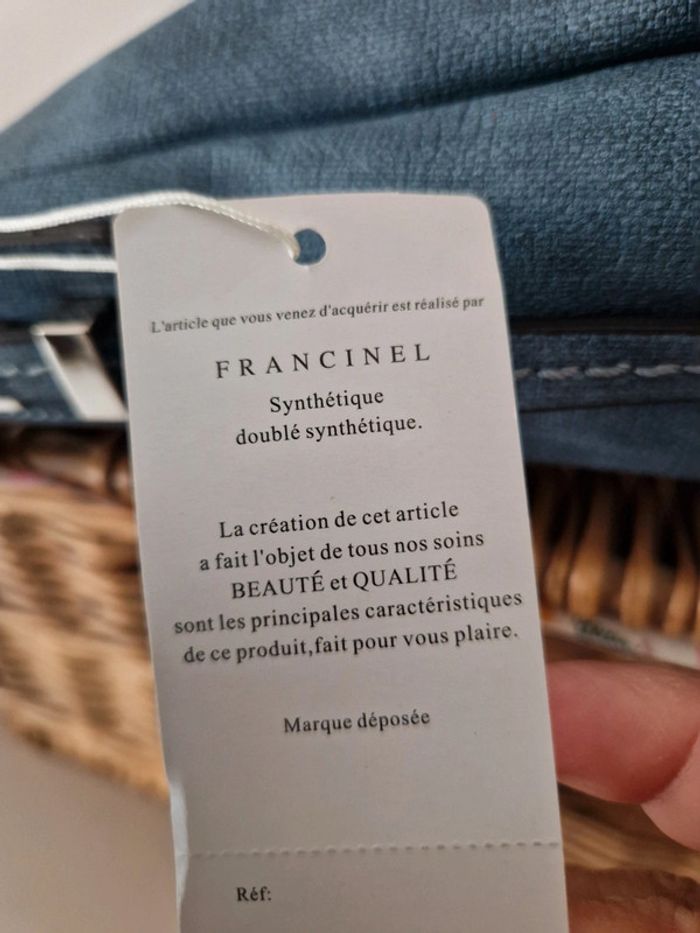 L'article que vous venez d'acquérir est réalisé par
FRANCINEL
Synthétique
doublé synthétique.
La création de cet article
a fait l'objet de tous nos soins
BEAUTÉ et QUALITÉ
sont les principales caractéristiques
de ce produit,fait pour vous plaire.
Marque déposée
Réf: